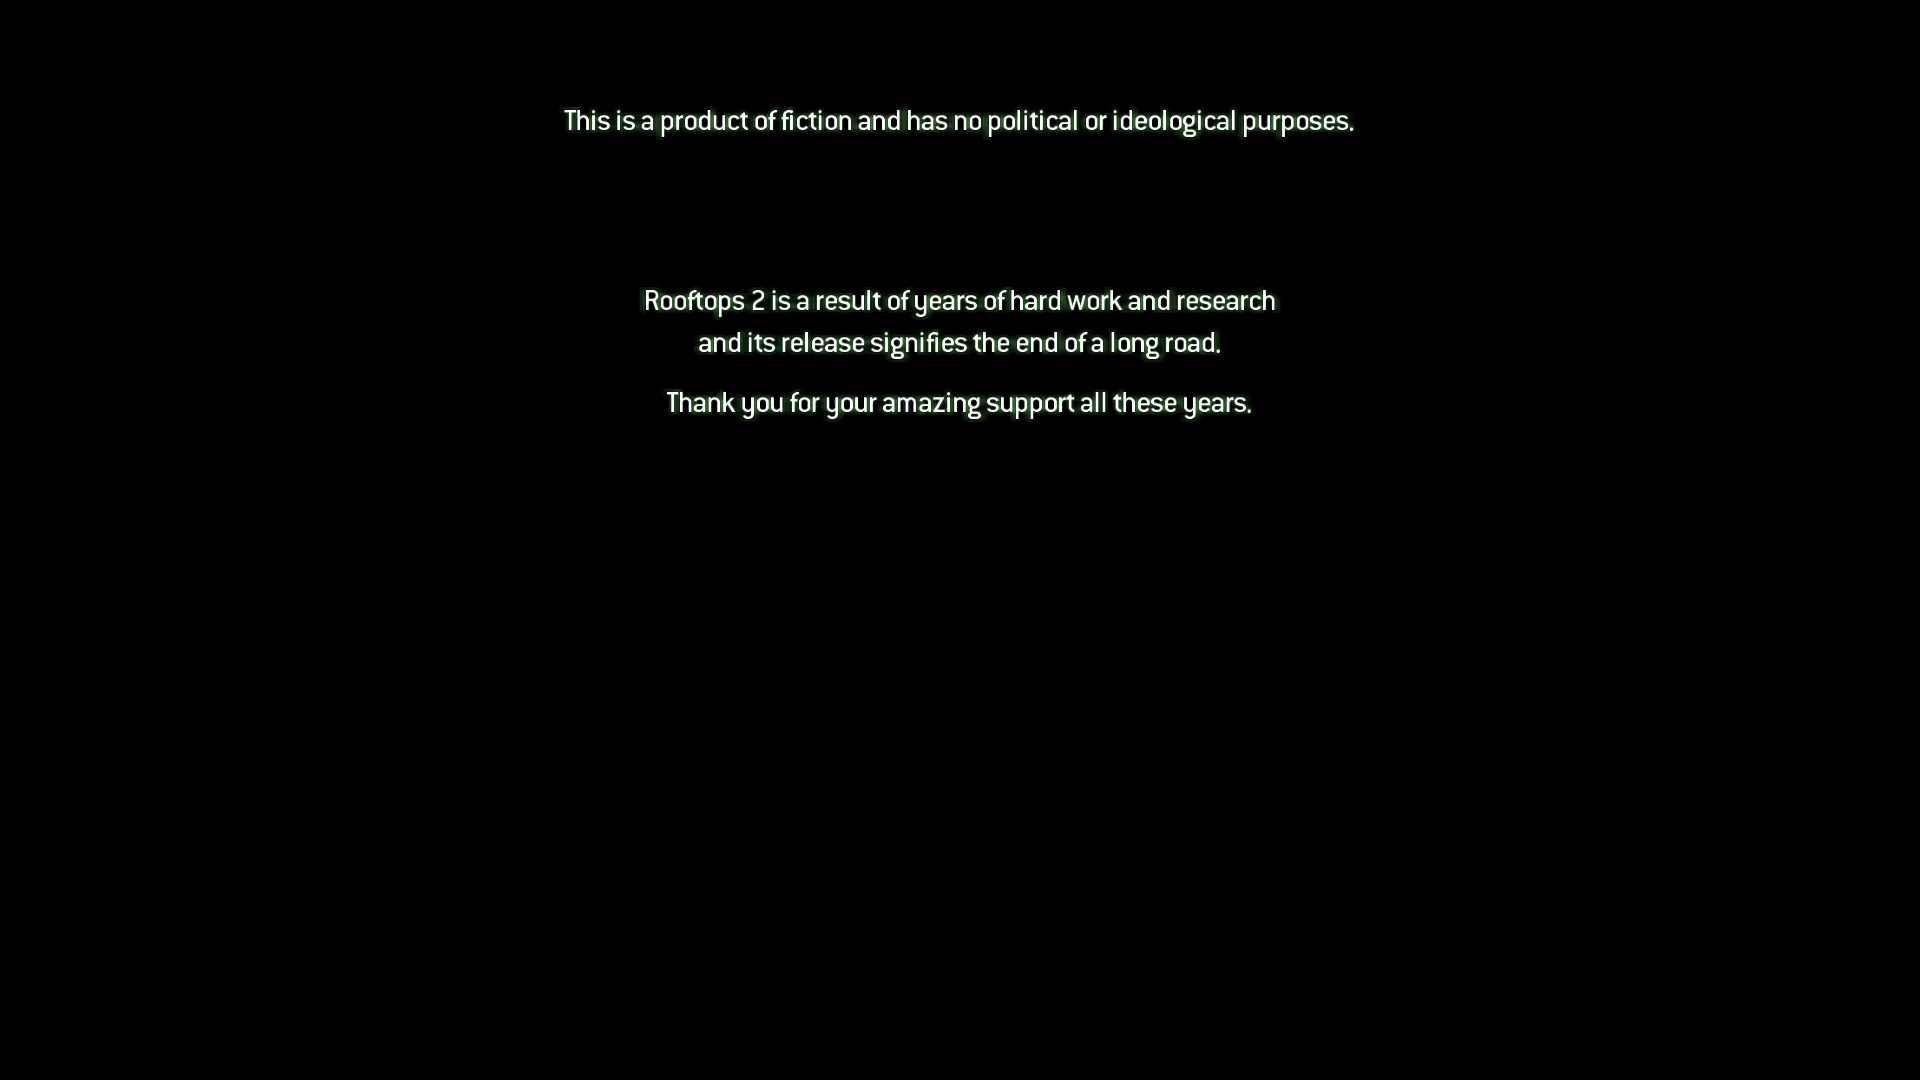 This is a product of fiction and has no political or ideological purposes.
Rooftops 2 is a result of years of hard work and research
and its release signifies the end of a long road.
Thank you for your amazing support all these years.